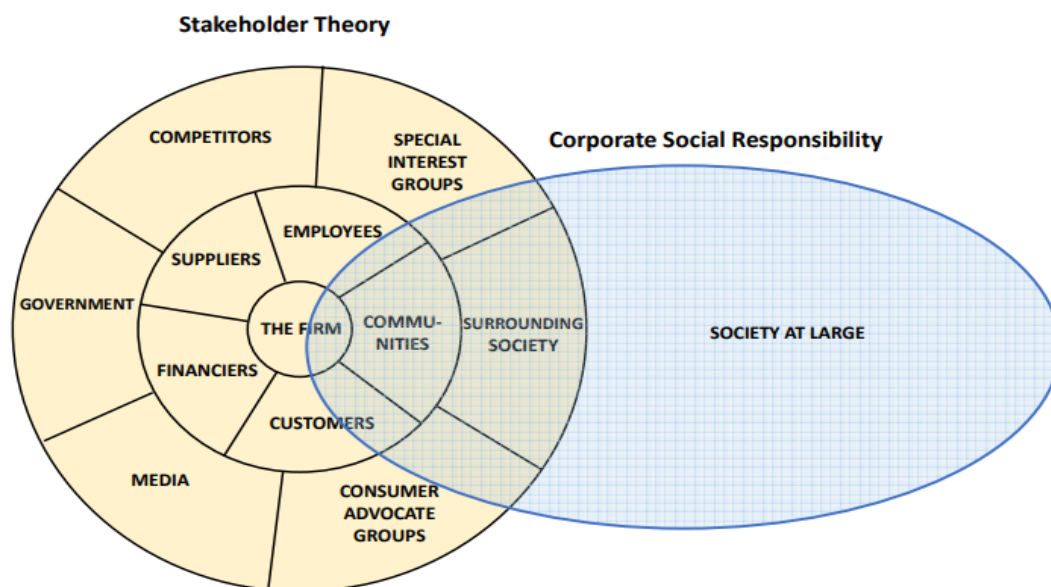 Stakeholder Theory
Corporate Social Responsibility
COMPETITORS
SPECIAL
INTEREST
GROUPS
EMPLOYEES
SUPPLIERS
GOVERNMENT
THE FIRM
COMMU-
NITIES
SURROUNDING
SOCIETY
SOCIETY AT LARGE
FINANCIERS
CUSTOMERS
MEDIA
CONSUMER
ADVOCATE
GROUPS